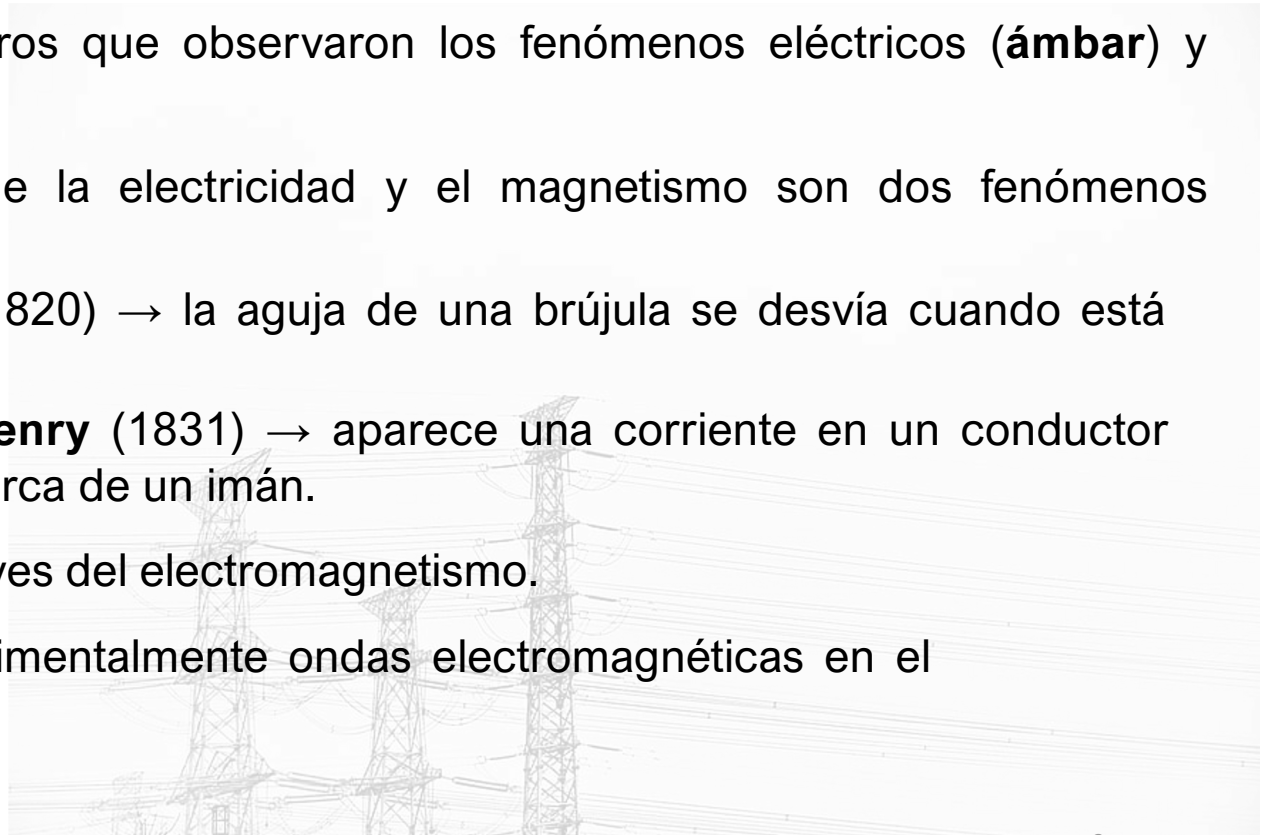 ros que observaron los fenómenos eléctricos (ámbar) y
e la electricidad y el magnetismo son dos fenómenos
820) → la aguja de una brújula se desvía cuando está
enry (1831) → aparece una corriente en un conductor
rca de un imán.
yes del electromagnetismo.
imentalmente ondas electromagnéticas en el